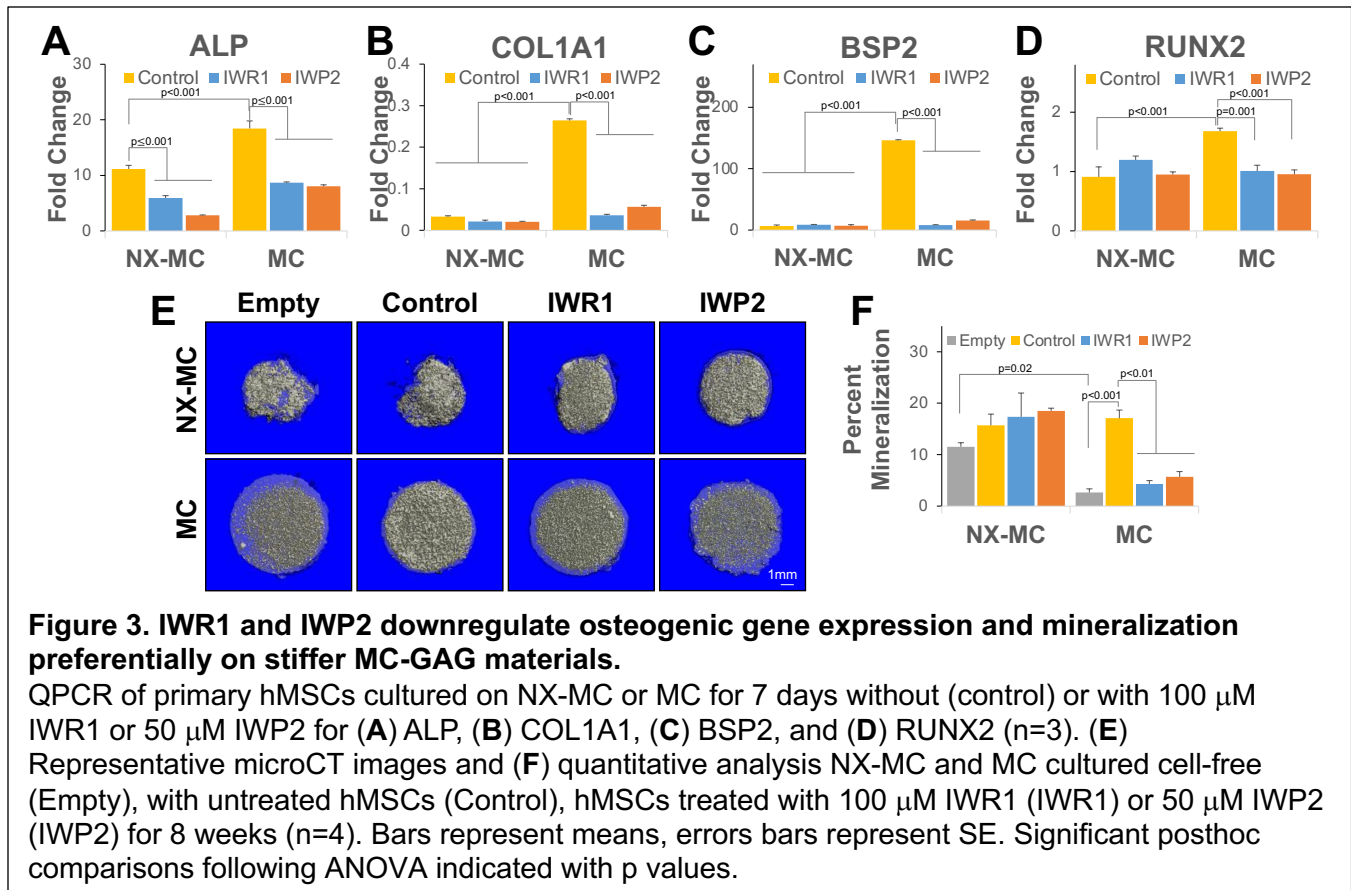 A
ALP
30
20
10
0
Fold Change
Control IWR1 IWP2
p<0.001
p≤0.001
p≤0.001
NX-MC MC
B
COL1A1
0.4
0.3
0.2
0.1
0
Fold Change
Control IWR1 IWP2
p<0.001
p<0.001
NX-MC MC
C
BSP2
200
100
0
Fold Change
Control IWR1 IWP2
p<0.001
p<0.001
NX-MC MC
D
RUNX2
2
1
0
Fold Change
Control IWR1 IWP2
p<0.001
p<0.001
p=0.001
NX-MC MC
E
Empty Control IWR1 IWP2
NX-MC
MC
1mm
F
Empty Control IWR1 IWP2
30
20
10
0
Percent
Mineralization
p=0.02
p<0.01
p<0.001
NX-MC MC
Figure 3. IWR1 and IWP2 downregulate osteogenic gene expression and mineralization
preferentially on stiffer MC-GAG materials.
QPCR of primary hMSCs cultured on NX-MC or MC for 7 days without (control) or with 100 μM
IWR1 or 50 μM IWP2 for (A) ALP, (B) COL1A1, (C) BSP2, and (D) RUNX2 (n=3). (E)
Representative microCT images and (F) quantitative analysis NX-MC and MC cultured cell-free
(Empty), with untreated hMSCs (Control), hMSCs treated with 100 μM IWR1 (IWR1) or 50 μM IWP2
(IWP2) for 8 weeks (n=4). Bars represent means, errors bars represent SE. Significant posthoc
comparisons following ANOVA indicated with p values.